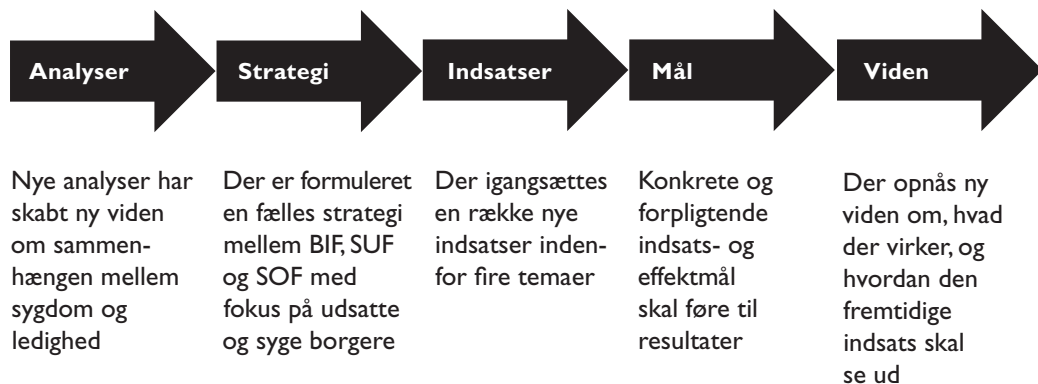 Analyser
Strategi
Indsatser
Mål
Viden
Nye analyser har
skabt ny viden
om sammen-
hængen mellem
sygdom og
ledighed
Der er formuleret
en fælles strategi
mellem BIF, SUF
og SOF med
fokus på udsatte
og syge borgere
Der igangsættes
en række nye
indsatser inden-
for fire temaer
Konkrete og
forpligtende
indsats- og
effektmål
skal føre til
resultater
Der opnås ny
viden om, hvad
der virker, og
hvordan den
fremtidige
indsats skal
se ud